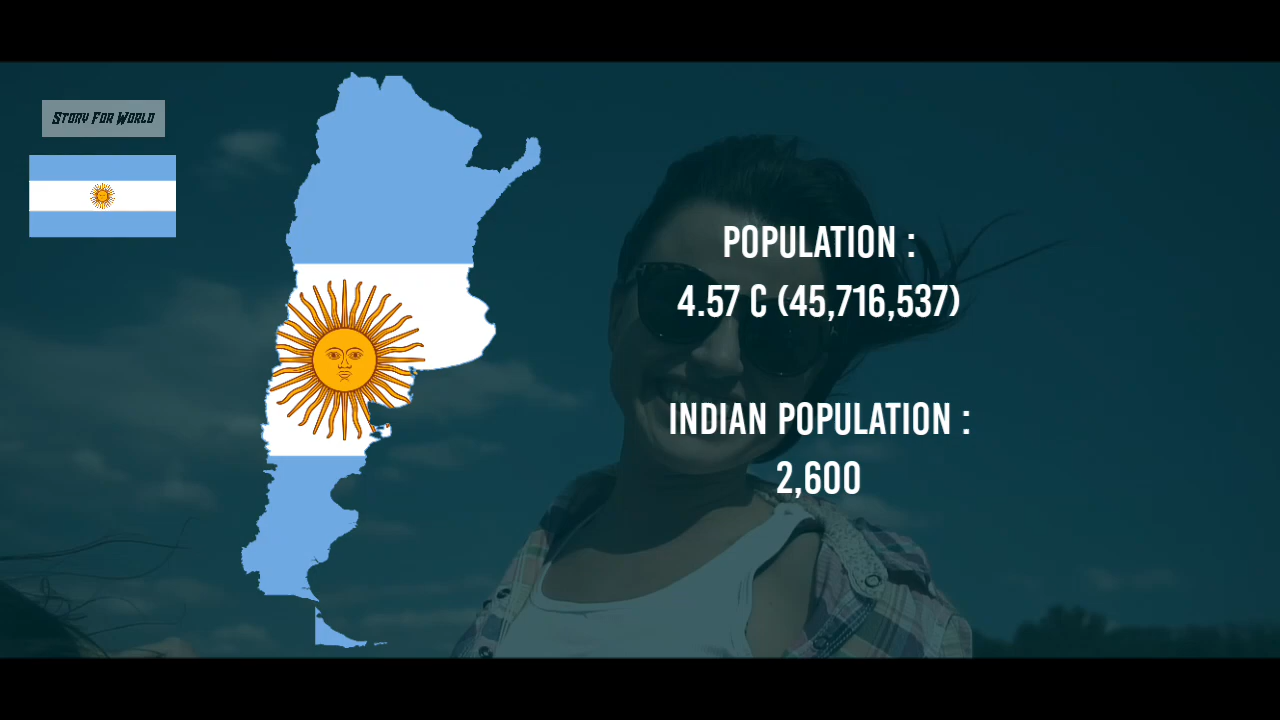 STORY FOR WORLD
POPULATION :
4.57 C (45,716,537)
INDIAN POPULATION :
2,600